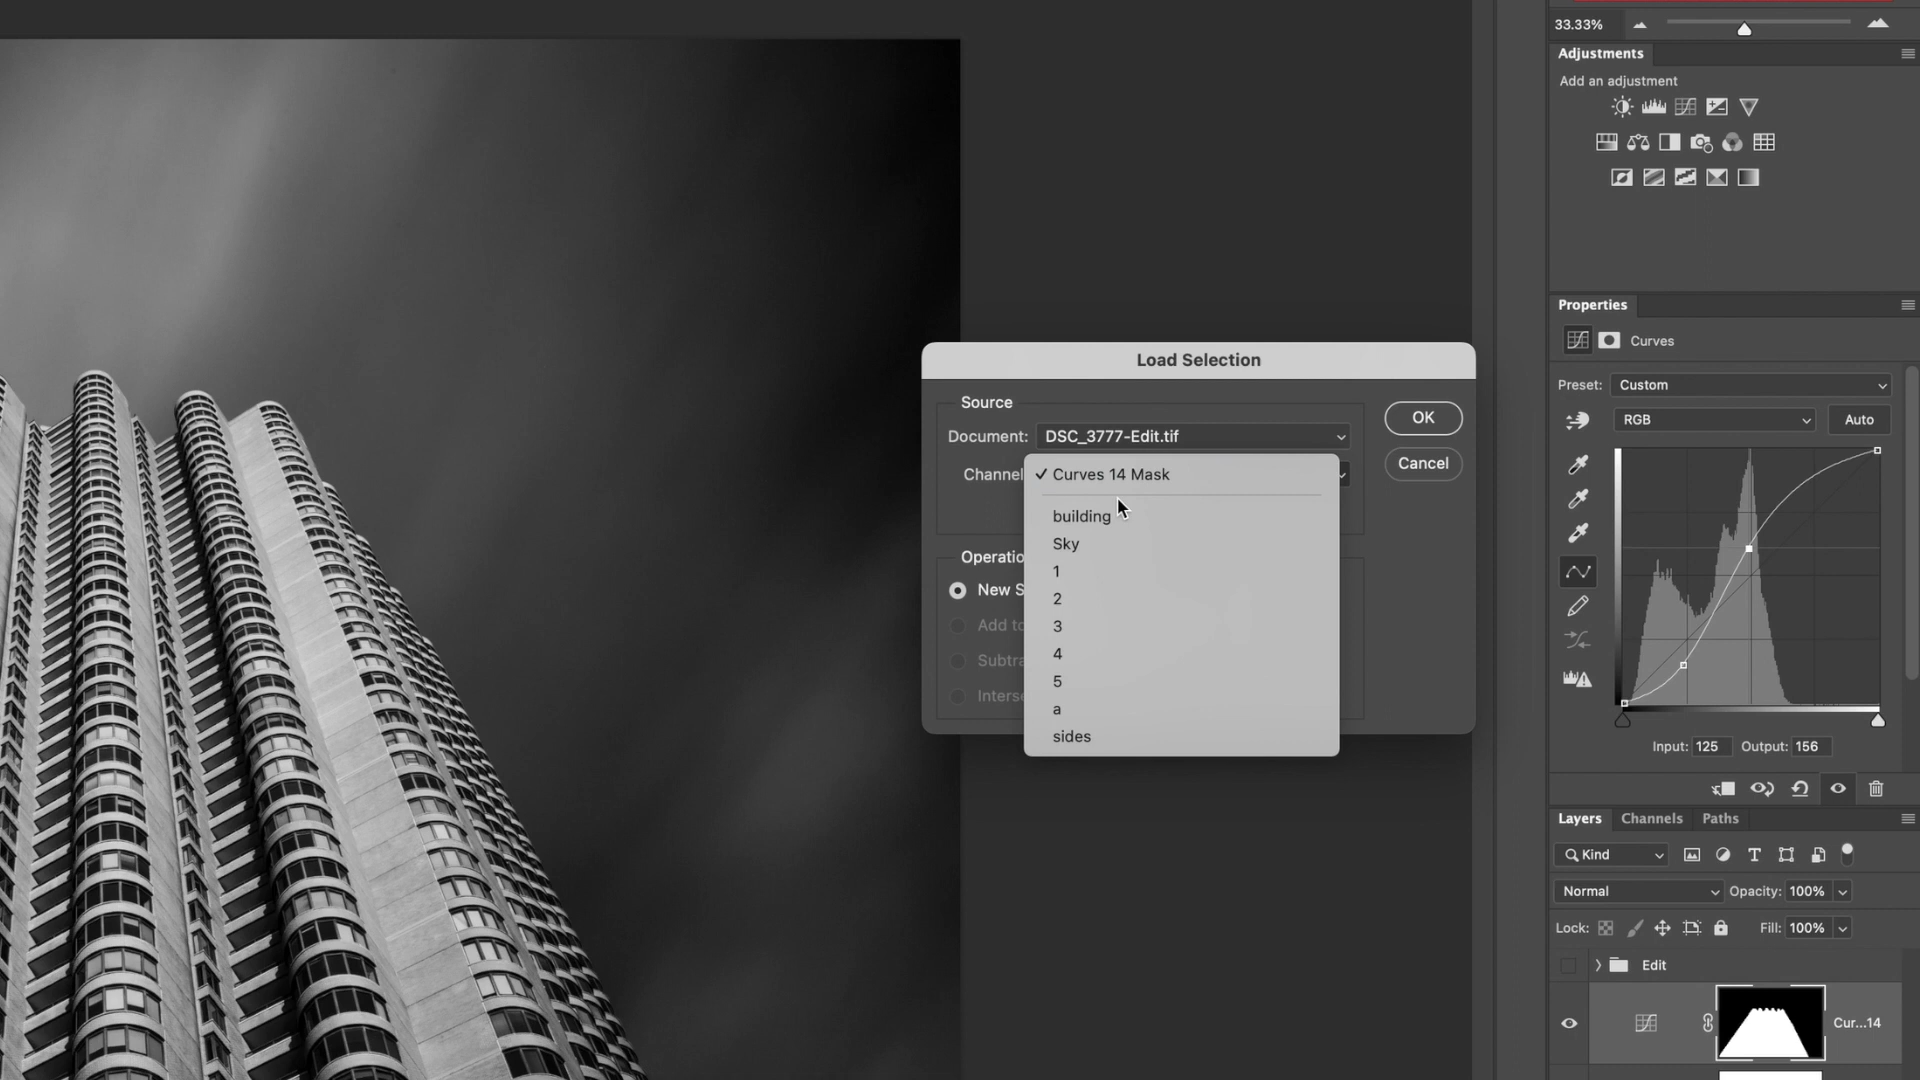 33.33%
Adjustments
Add an adjustment
Properties
Curves
Preset: Custom
RGB
Auto
Input: 125 Output: 156
Load Selection
Source
Document: DSC_3777-Edit.tif
Channel
✓ Curves 14 Mask
building
Sky
1
2
3
4
5
a
sides
Operatio
New S
Add to
Subtra
Interse
OK
Cancel
Layers Channels Paths
Kind
Normal Opacity: 100%
Lock: Fill: 100%
Edit
Cur...14